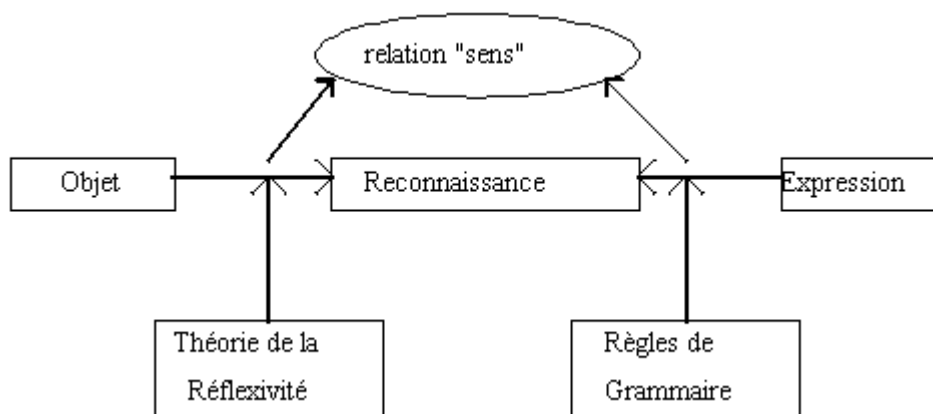 relation "sens"
Objet
Reconnaissance
Expression
Théorie de la
Réflexivité
Règles de
Grammaire